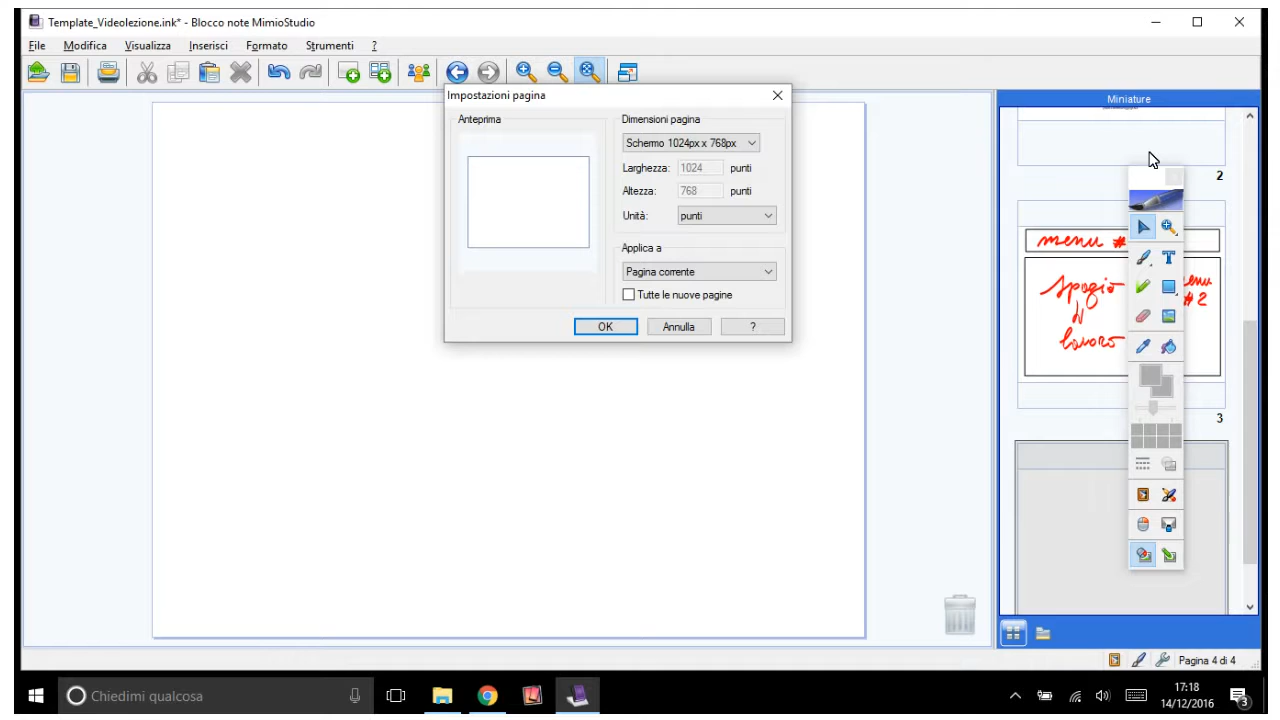 Template_Videolezione.ink* - Blocco note MimioStudio
File Modifica Visualizza Inserisci Formato Strumenti ?
Impostazioni pagina
Anteprima
Dimensioni pagina
Schermo 1024px x 768px
Larghezza: 1024 punti
Altezza: 768 punti
Unità: punti
Applica a
Pagina corrente
Tutte le nuove pagine
OK Annulla ?
Miniature
2
menu #
Spazio
di
lavoro
# 2
3
T
Pagina 4 di 4
Chiedimi qualcosa
17:18
14/12/2016
3